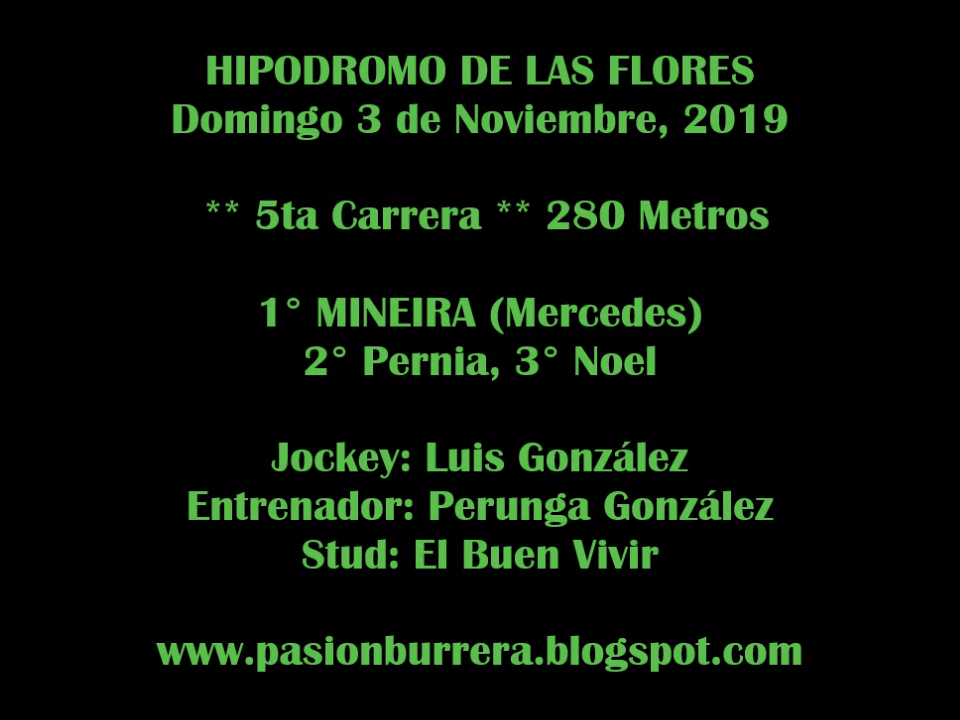 HIPODROMO DE LAS FLORES
Domingo 3 de Noviembre, 2019
** 5ta Carrera ** 280 Metros
1° MINEIRA (Mercedes)
2° Pernia, 3° Noel
Jockey: Luis González
Entrenador: Perunga González
Stud: El Buen Vivir
www.pasionburrera.blogspot.com